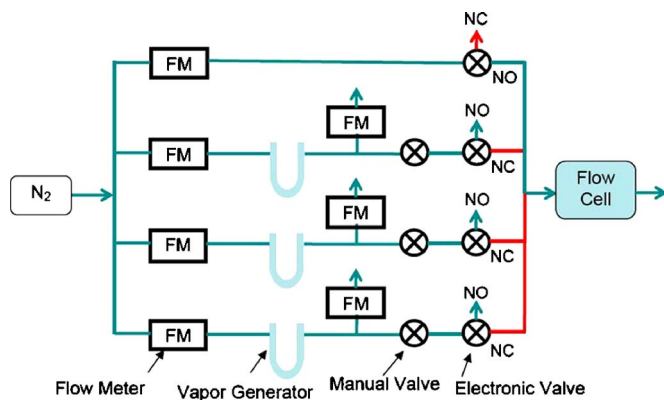 NC
FM
NO
NO
FM
FM
NC
N2
Flow
Cell
NO
FM
FM
NC
NO
FM
FM
NC
Flow Meter
Vapor Generator
Manual Valve
Electronic Valve